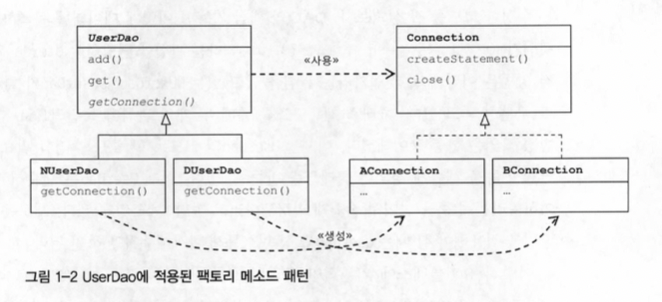 UserDao
add()
get()
getConnection()
«사용»
Connection
createStatement()
close()
NUserDao
getConnection()
DUserDao
getConnection()
AConnection
…
BConnection
…
«생성»
그림 1-2 UserDao에 적용된 팩토리 메소드 패턴